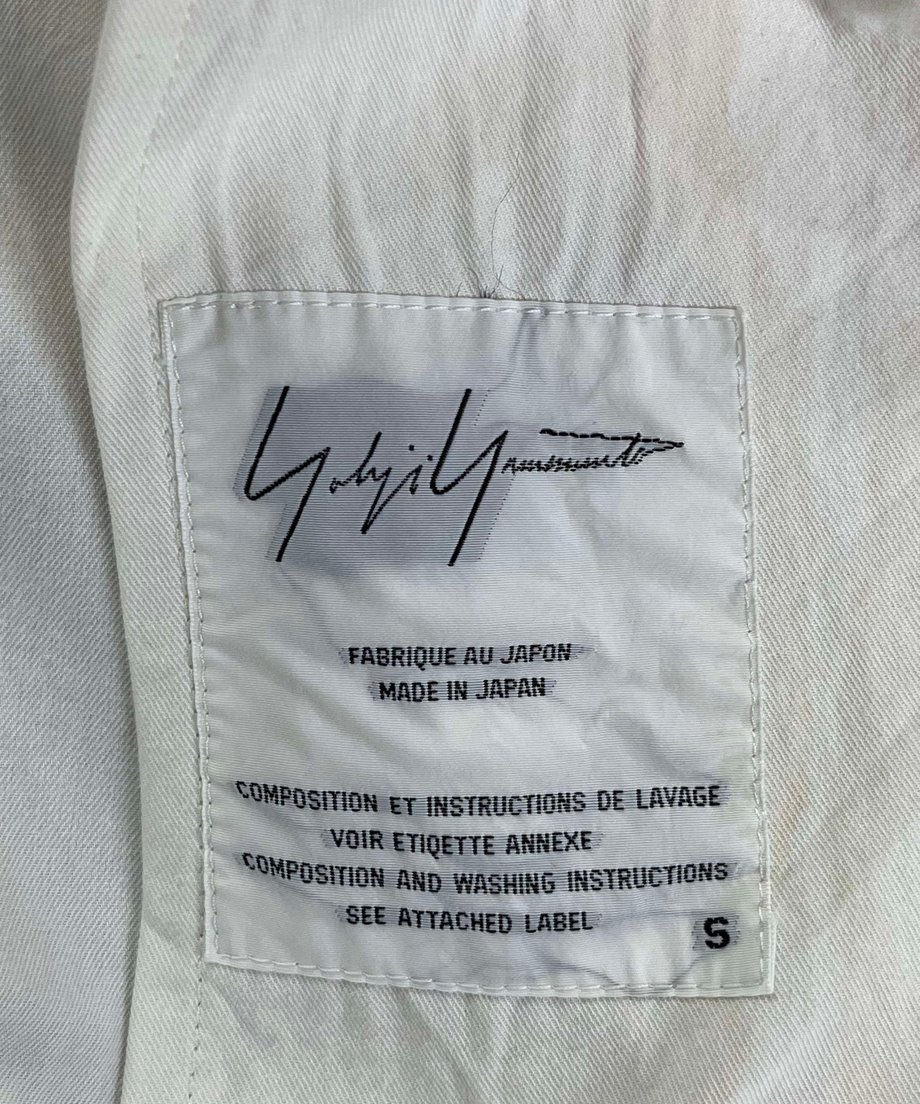 Yohji Yamamoto
FABRIQUE AU JAPON
MADE IN JAPAN
COMPOSITION ET INSTRUCTIONS DE LAVAGE
VOIR ETIQETTE ANNEXE
COMPOSITION AND WASHING INSTRUCTIONS
SEE ATTACHED LABEL
S